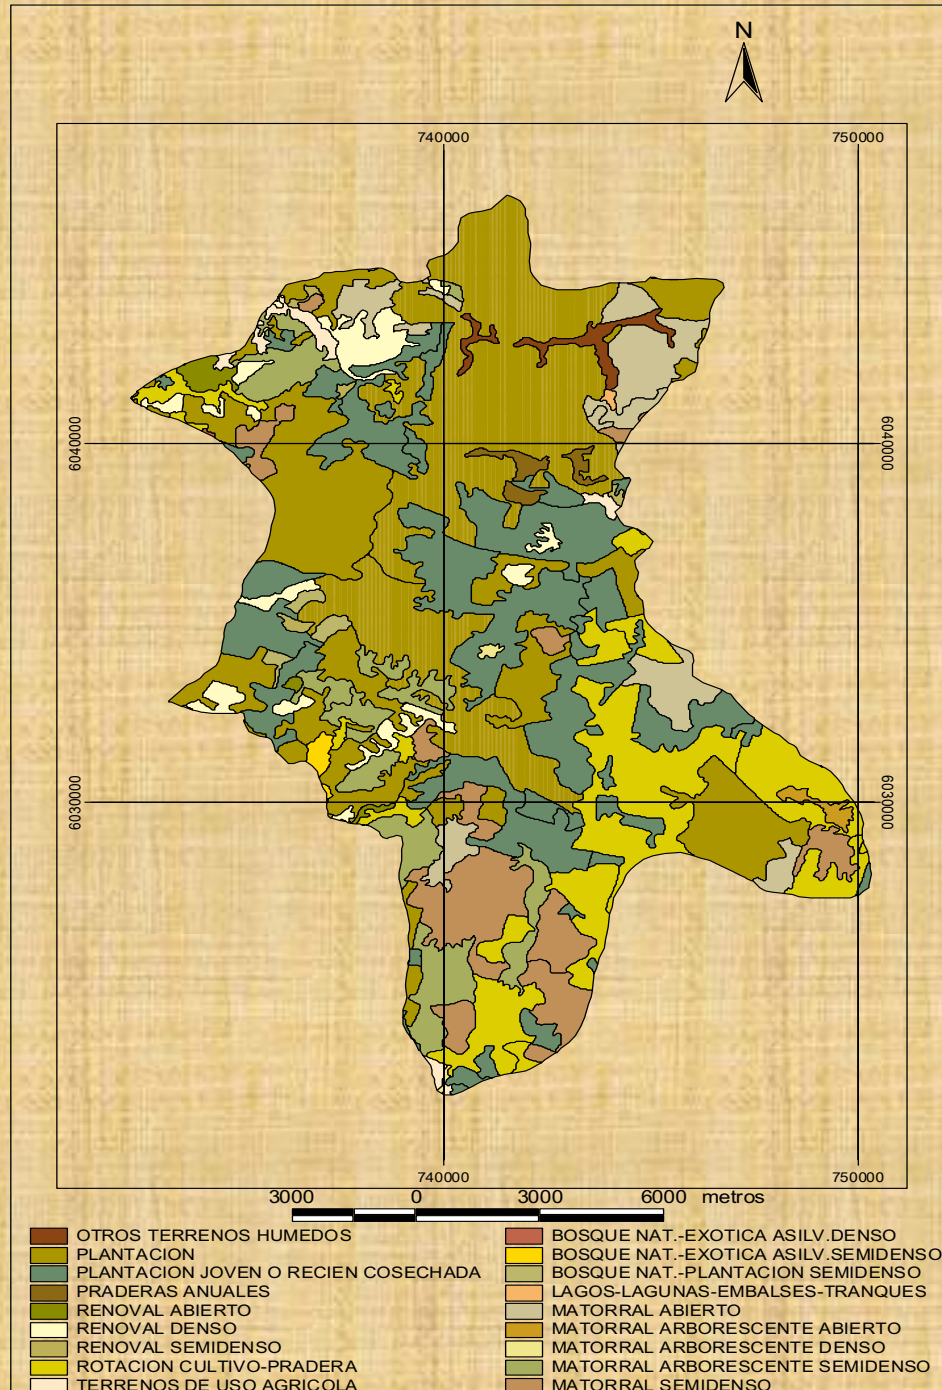 N
740000 750000
6040000 6040000
6030000 6030000
740000 750000
3000 0 3000 6000 metros
OTROS TERRENOS HUMEDOS
PLANTACION
PLANTACION JOVEN O RECIEN COSECHADA
PRADERAS ANUALES
RENOVAL ABIERTO
RENOVAL DENSO
RENOVAL SEMIDENSO
ROTACION CULTIVO-PRADERA
TERRENOS DE USO AGRICOLA
BOSQUE NAT.-EXOTICA ASILV.DENSO
BOSQUE NAT.-EXOTICA ASILV.SEMIDENSO
BOSQUE NAT.-PLANTACION SEMIDENSO
LAGOS-LAGUNAS-EMBALSES-TRANQUES
MATORRAL ABIERTO
MATORRAL ARBORESCENTE ABIERTO
MATORRAL ARBORESCENTE DENSO
MATORRAL ARBORESCENTE SEMIDENSO
MATORRAL SEMIDENSO